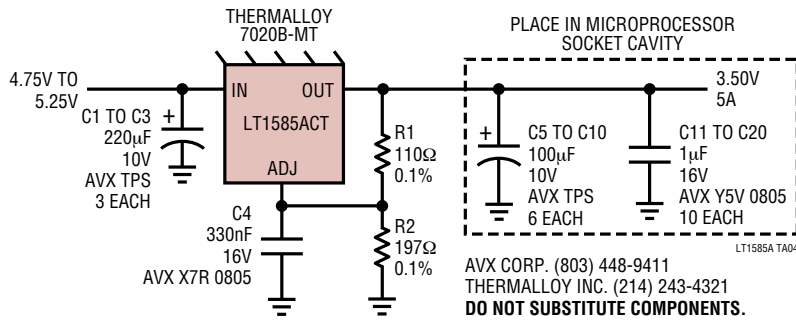 THERMALLOY
7020B-MT
PLACE IN MICROPROCESSOR
SOCKET CAVITY
4.75V TO
5.25V
IN
OUT
3.50V
5A
C1 TO C3
220µF
10V
AVX TPS
3 EACH
+
LT1585ACT
ADJ
R1
110Ω
0.1%
+
C5 TO C10
100µF
10V
AVX TPS
6 EACH
C11 TO C20
1µF
16V
AVX Y5V 0805
10 EACH
C4
330nF
16V
AVX X7R 0805
R2
197Ω
0.1%
LT1585A TA04
AVX CORP. (803) 448-9411
THERMALLOY INC. (214) 243-4321
DO NOT SUBSTITUTE COMPONENTS.